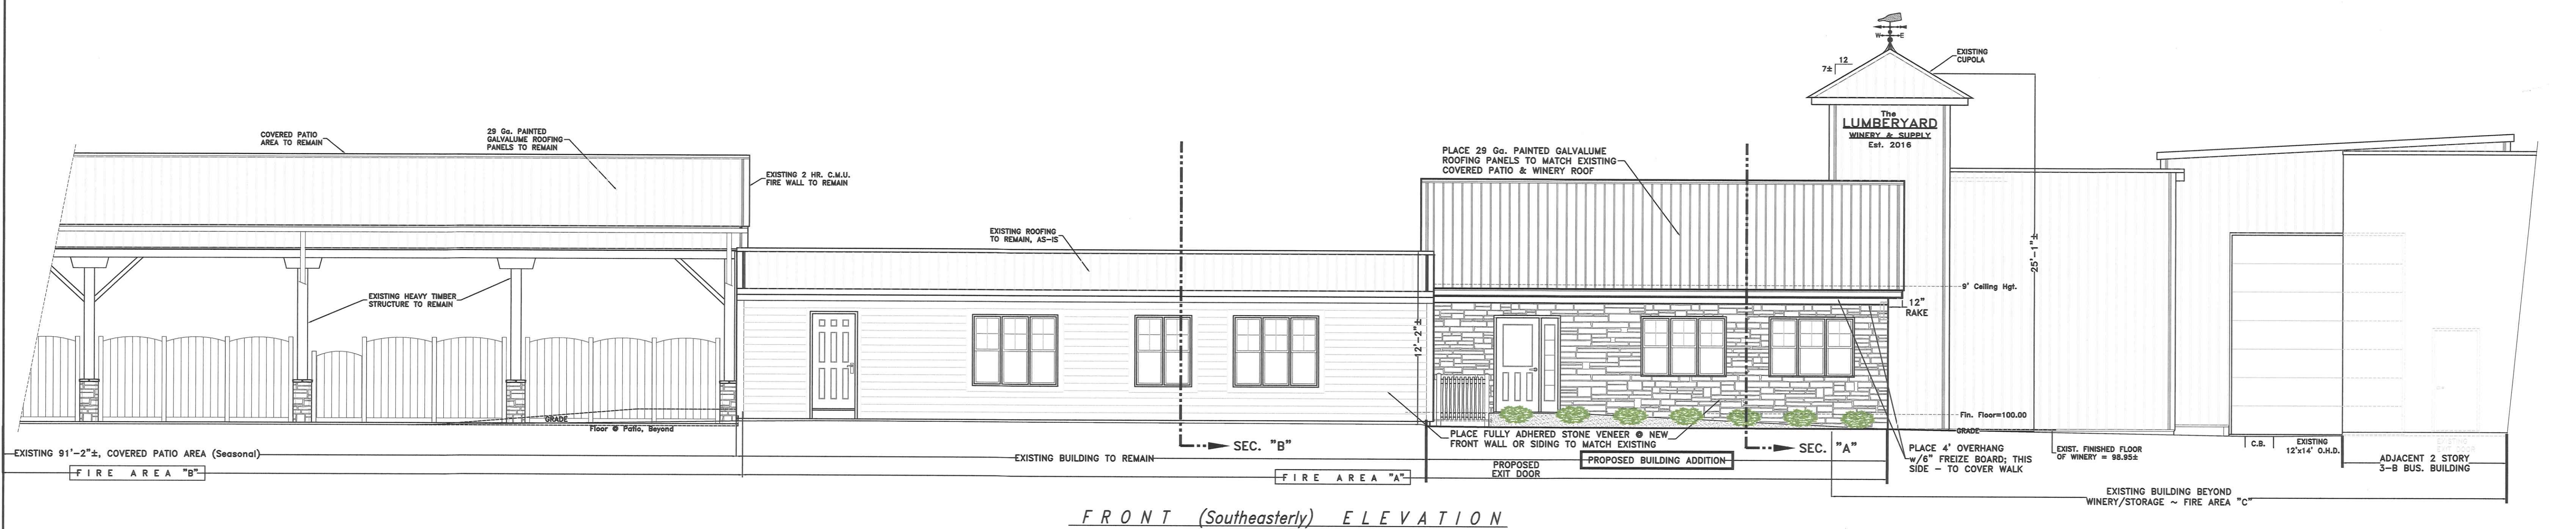 W E
EXISTING
CUPOLA
12
7±
The
LUMBERYARD
WINERY & SUPPLY
Est. 2016
COVERED PATIO
AREA TO REMAIN
29 Ga. PAINTED
GALVALUME ROOFING
PANELS TO REMAIN
EXISTING 2 HR. C.M.U.
FIRE WALL TO REMAIN
PLACE 29 Ga. PAINTED GALVALUME
ROOFING PANELS TO MATCH EXISTING
COVERED PATIO & WINERY ROOF
EXISTING ROOFING
TO REMAIN, AS-IS
25'-1"±
EXISTING HEAVY TIMBER
STRUCTURE TO REMAIN
9' Ceiling Hgt.
12"
RAKE
12'-2"±
GRADE
Floor @ Patio, Beyond
Fin. Floor=100.00
GRADE
PLACE FULLY ADHERED STONE VENEER @ NEW
FRONT WALL OR SIDING TO MATCH EXISTING
SEC. "B"
SEC. "A"
PLACE 4' OVERHANG
w/6" FREIZE BOARD; THIS
SIDE - TO COVER WALK
EXIST. FINISHED FLOOR
OF WINERY = 98.95±
C.B.
EXISTING
12'x14' O.H.D.
ADJACENT 2 STORY
3-B BUS. BUILDING
EXISTING 91'-2"±, COVERED PATIO AREA (Seasonal)
EXISTING BUILDING TO REMAIN
PROPOSED BUILDING ADDITION
PROPOSED
EXIT DOOR
FIRE AREA "B"
FIRE AREA "A"
EXISTING BUILDING BEYOND
WINERY/STORAGE ~ FIRE AREA "C"
FRONT (Southeasterly) ELEVATION